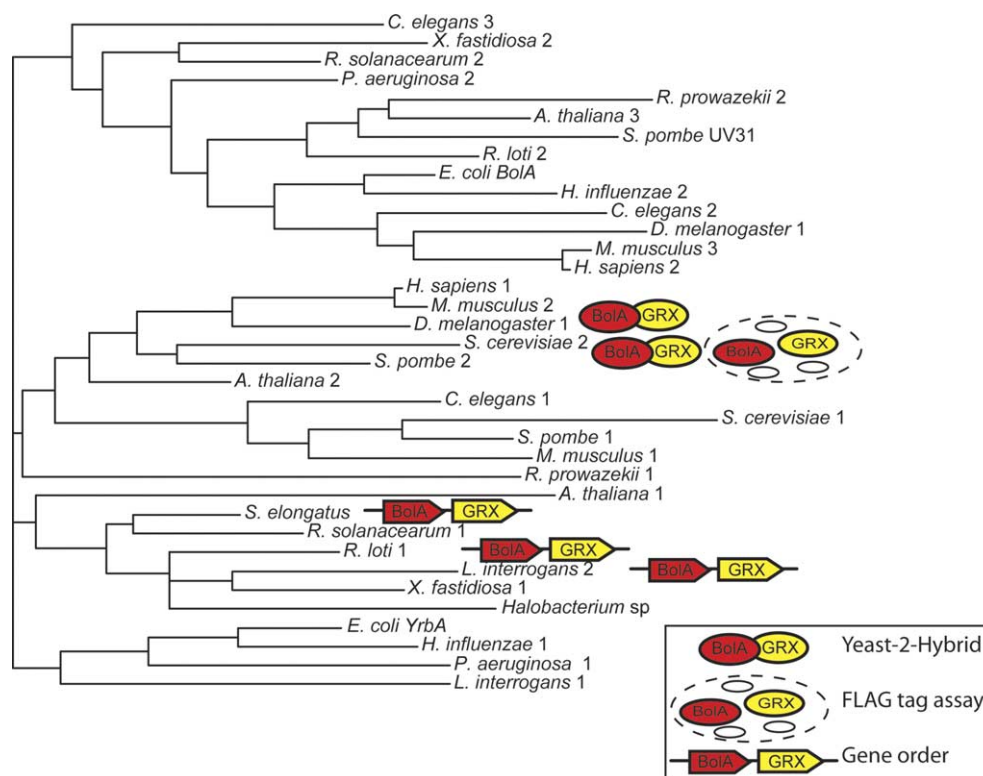 C. elegans 3
X. fastidiosa 2
R. solanacearum 2
P. aeruginosa 2
R. prowazekii 2
A. thaliana 3
S. pombe UV31
R. loti 2
E. coli BolA
H. influenzae 2
C. elegans 2
D. melanogaster 1
M. musculus 3
H. sapiens 2
H. sapiens 1
M. musculus 2
BolA GRX
D. melanogaster 1
S. cerevisiae 2
BolA GRX
BolA GRX
S. pombe 2
A. thaliana 2
C. elegans 1
S. cerevisiae 1
S. pombe 1
M. musculus 1
R. prowazekii 1
A. thaliana 1
S. elongatus
BolA GRX
R. solanacearum 1
R. loti 1
BolA GRX
L. interrogans 2
BolA GRX
X. fastidiosa 1
Halobacterium sp
E. coli YrbA
H. influenzae 1
P. aeruginosa 1
L. interrogans 1
BolA GRX Yeast-2-Hybrid
BolA GRX FLAG tag assay
BolA GRX Gene order